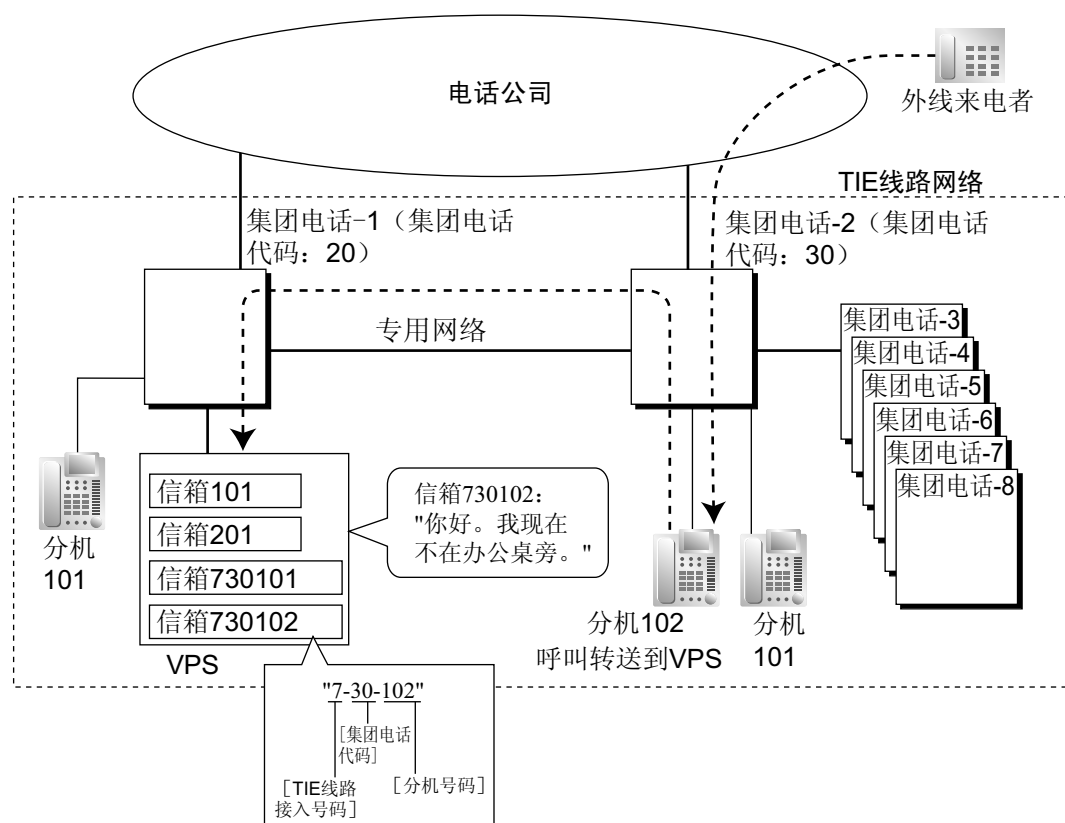 电话公司
外线来电者
TIE线路网络
集团电话-1（集团电话
代码：20）
集团电话-2（集团电话
代码：30）
专用网络
集团电话-3
集团电话-4
集团电话-5
集团电话-6
集团电话-7
集团电话-8
分机
101
信箱101
信箱201
信箱730101
信箱730102
VPS
信箱730102：
"你好。我现在
不在办公桌旁。"
分机102
呼叫转送到VPS
分机
101
"7-30-102"
[集团电话
代码]
[TIE线路
接入号码]
[分机号码]